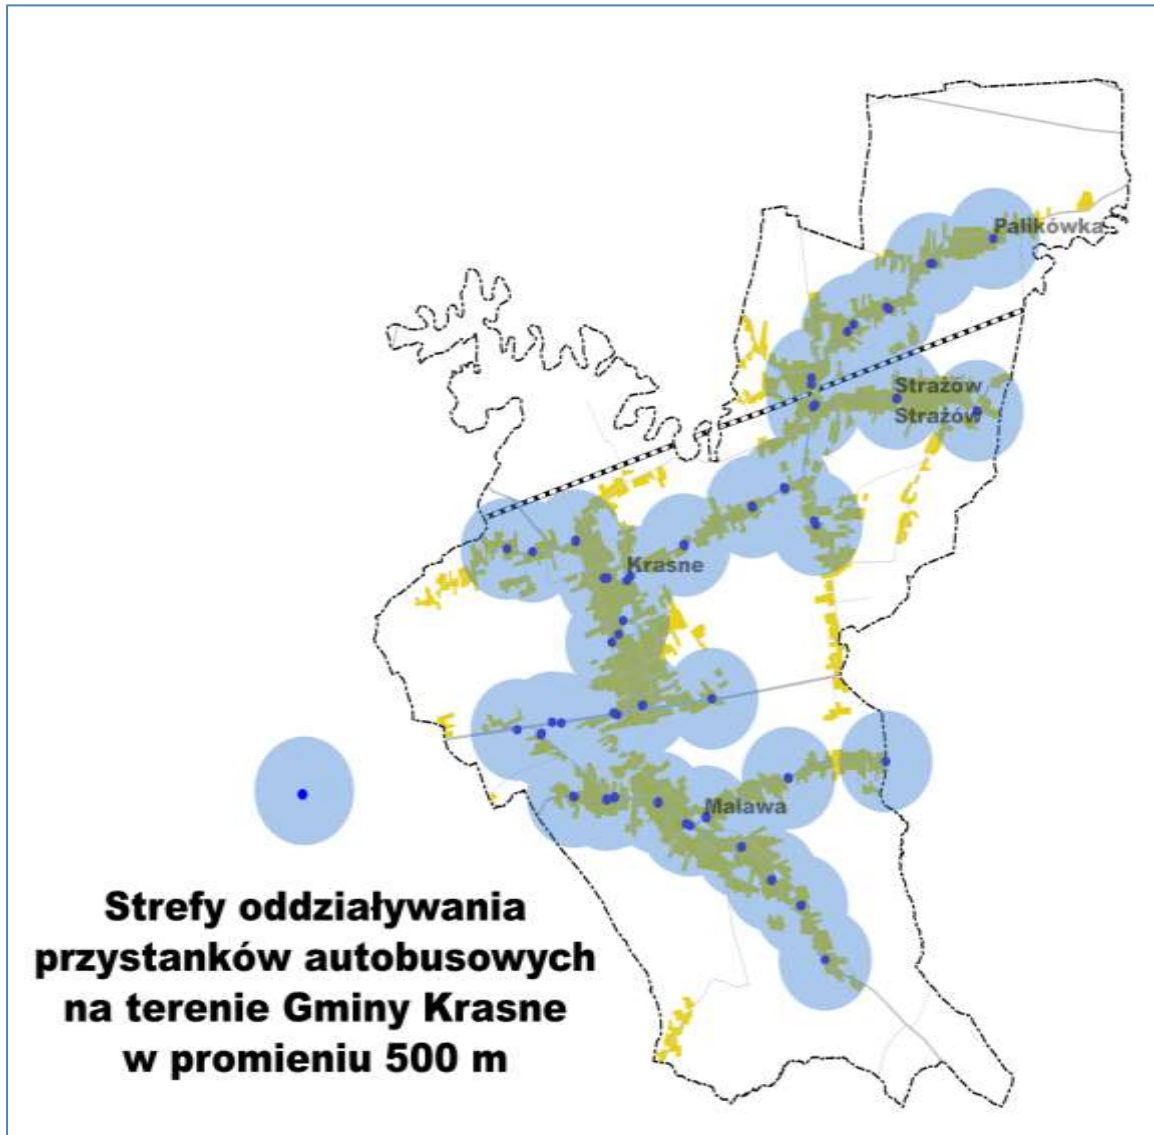 Palikówka
Strażów
Strażów
Krasne
Malawa
Strefy oddziaływania
przystanków autobusowych
na terenie Gminy Krasne
w promieniu 500 m